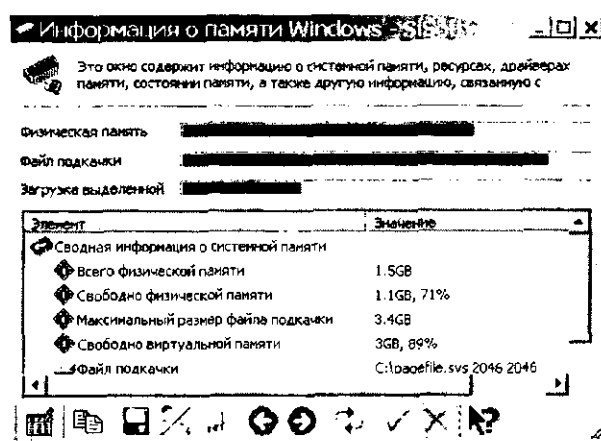 Информация о памяти Windows
Это окно содержит информацию о системной памяти, ресурсах, драйверах
памяти, состоянии памяти, а также другую информацию, связанную с
Физическая память
Файл подкачки
Загрузка выделенной
Элемент Значение
Сводная информация о системной памяти
Всего физической памяти 1.5GB
Свободно физической памяти 1.1GB, 71%
Максимальный размер файла подкачки 3.4GB
Свободно виртуальной памяти 3GB, 89%
Файл подкачки C:\pagefile.sys 2046 2046